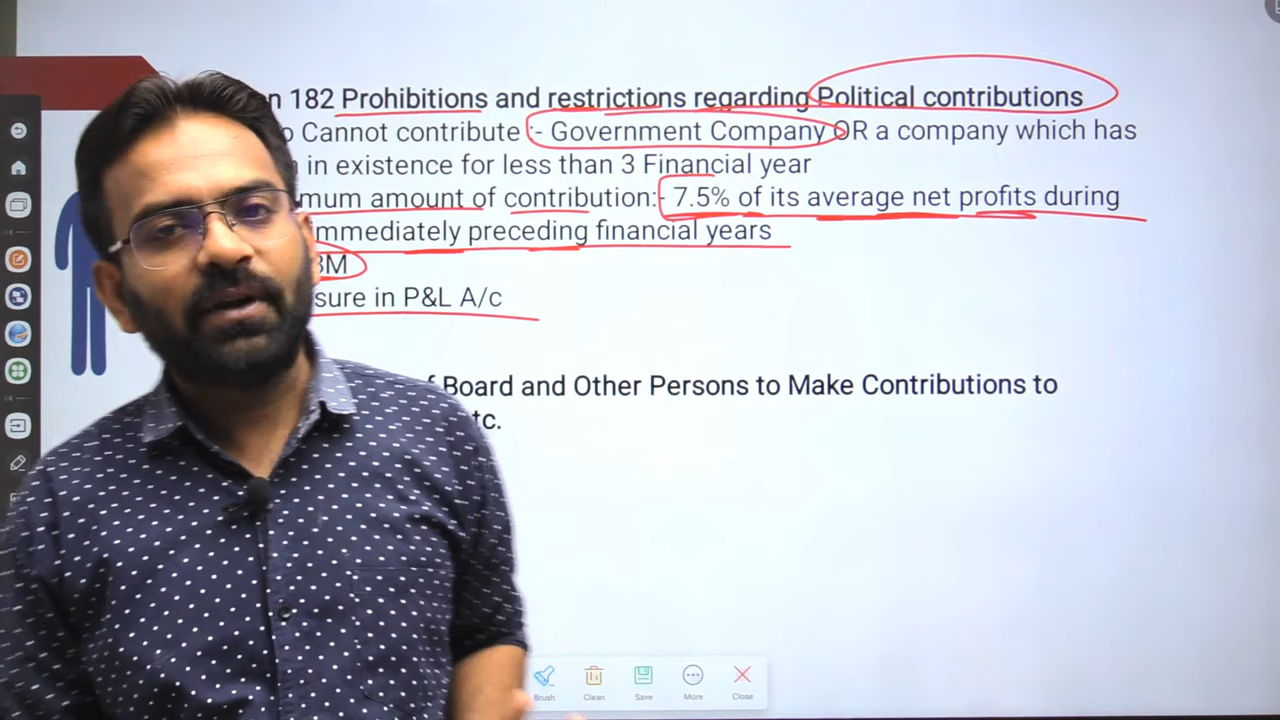 n 182 Prohibitions and restrictions regarding Political contributions
o Cannot contribute :- Government Company OR a company which has
in existence for less than 3 Financial year
mum amount of contribution:- 7.5% of its average net profits during
mmediately preceding financial years
BM
sure in P&L A/c
f Board and Other Persons to Make Contributions to
tc.
Brush Clean Save More Close